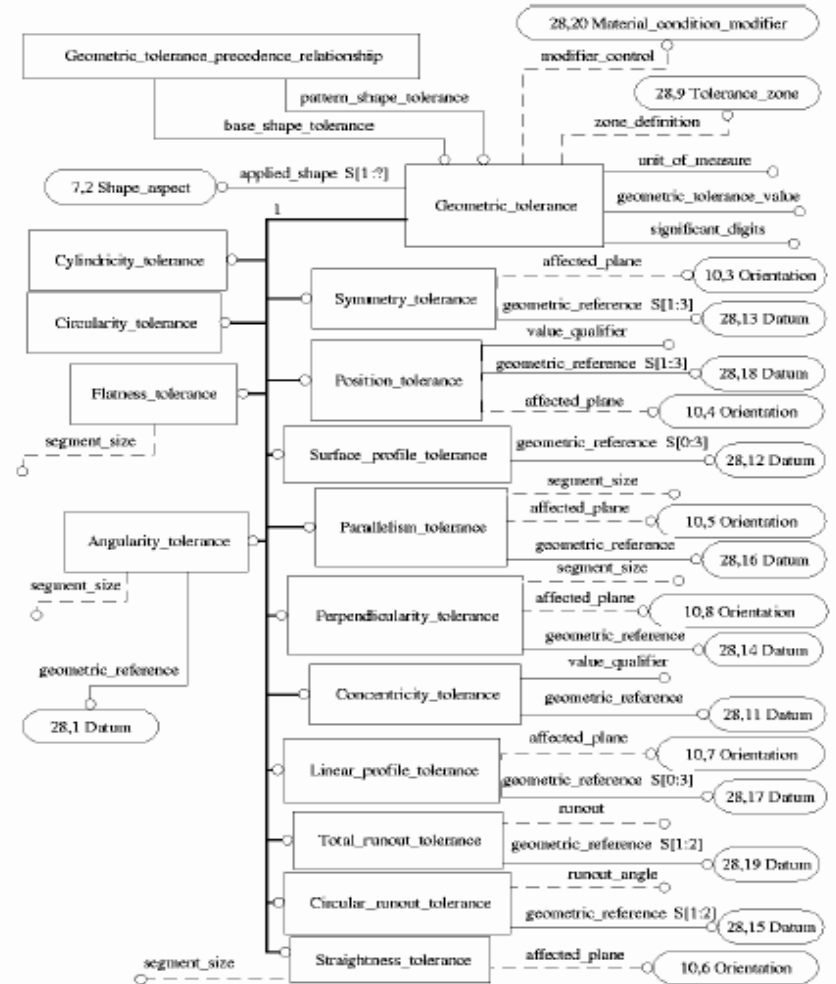 28,20 Material_condition_modifier
Geometric_tolerance_precedence_relationship
modifier_control
pattern_shape_tolerance
28,9 Tolerance_zone
base_shape_tolerance
zone_definition
applied_shape S[1:?]
unit_of_measure
7,2 Shape_aspect
Geometric_tolerance
geometric_tolerance_value
1
significant_digits
Cylindricity_tolerance
affected_plane
10,3 Orientation
Symmetry_tolerance
geometric_reference S[1:3]
28,13 Datum
Circularity_tolerance
value_qualifier
geometric_reference S[1:3]
28,18 Datum
Position_tolerance
Flatness_tolerance
affected_plane
10,4 Orientation
segment_size
geometric_reference S[0:3]
Surface_profile_tolerance
28,12 Datum
segment_size
affected_plane
10,5 Orientation
Parallelism_tolerance
Angularity_tolerance
geometric_reference
28,16 Datum
segment_size
segment_size
affected_plane
10,8 Orientation
Perpendicularity_tolerance
geometric_reference
28,14 Datum
geometric_reference
value_qualifier
Concentricity_tolerance
geometric_reference
28,11 Datum
28,1 Datum
affected_plane
10,7 Orientation
Linear_profile_tolerance
geometric_reference S[0:3]
28,17 Datum
runout
Total_runout_tolerance
geometric_reference S[1:2]
28,19 Datum
runout_angle
Circular_runout_tolerance
geometric_reference S[1:2]
28,15 Datum
segment_size
Straightness_tolerance
affected_plane
10,6 Orientation